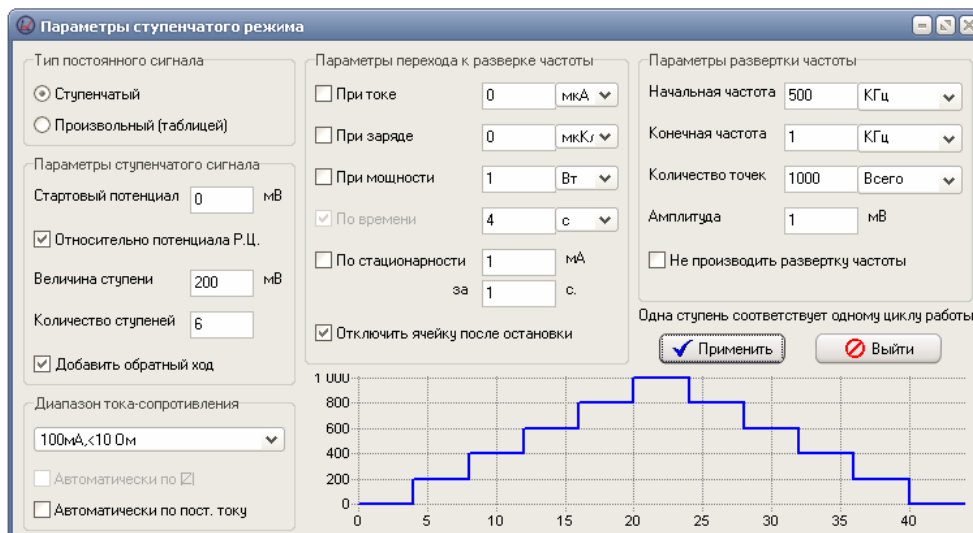 Параметры ступенчатого режима
Тип постоянного сигнала
Ступенчатый
Произвольный (таблицей)
Параметры ступенчатого сигнала
Стартовый потенциал 0 мВ
Относительно потенциала Р.Ц.
Величина ступени 200 мВ
Количество ступеней 6
Добавить обратный ход
Диапазон тока-сопротивления
100мА,<10 Ом
Автоматически по |Z|
Автоматически по пост. току
Параметры перехода к разверке частоты
При токе 0 мкА
При заряде 0 мкКл
При мощности 1 Вт
По времени 4 с
По стационарности 1 мА
за 1 с.
Отключить ячейку после остановки
Параметры развертки частоты
Начальная частота 500 КГц
Конечная частота 1 КГц
Количество точек 1000 Всего
Амплитуда 1 мВ
Не производить развертку частоты
Одна ступень соответствует одному циклу работы
Применить Выйти
1 000
800
600
400
200
0
0 5 10 15 20 25 30 35 40